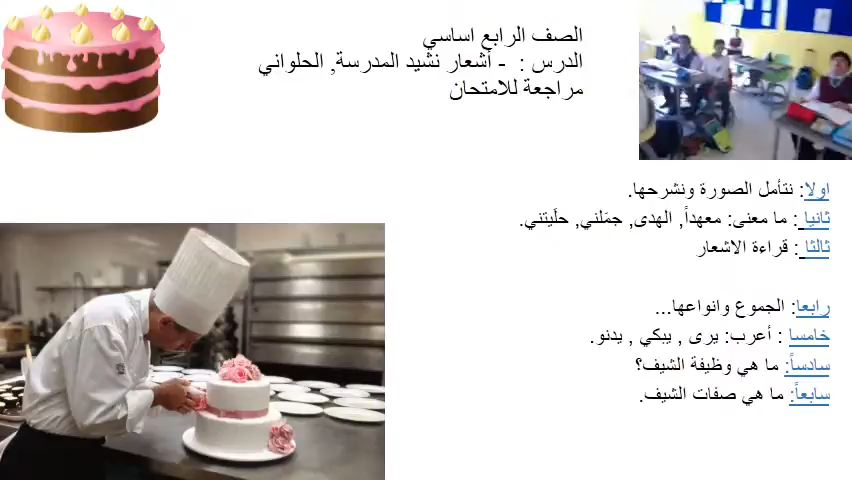 الصف الرابع اساسي
الدرس : - أشعار نشيد المدرسة, الحلواني
مراجعة للامتحان
اولا: نتأمل الصورة ونشرحها.
ثانيا : ما معنى: معهداً, الهدى, جمّلني, حلّيتني.
ثالثا : قراءة الاشعار
رابعا: الجموع وانواعها...
خامسا : أعرب: يرى , يبكي , يدنو.
سادساً: ما هي وظيفة الشيف؟
سابعاً: ما هي صفات الشيف.